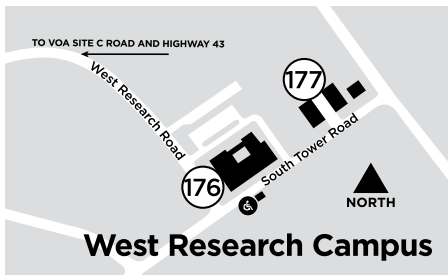 TO VOA SITE C ROAD AND HIGHWAY 43
West Research Road
177
South Tower Road
176
NORTH
West Research Campus